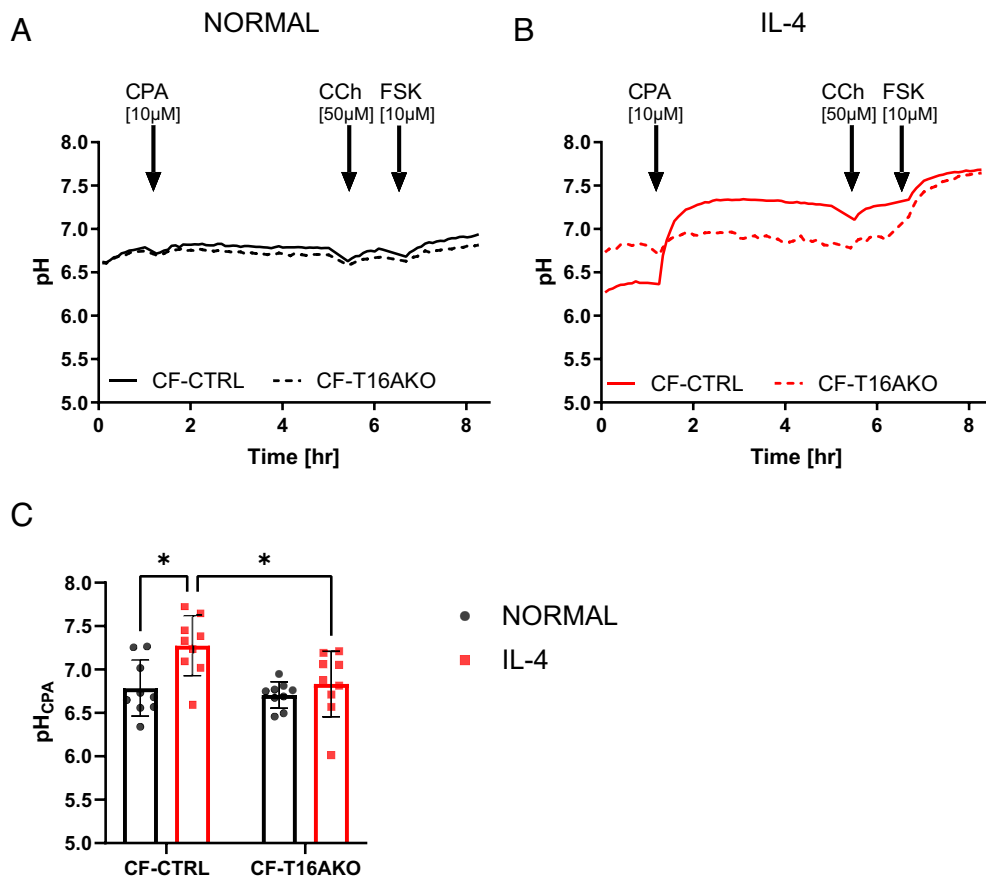 A
NORMAL
CPA
[10µM]
CCh
[50µM]
FSK
[10µM]
8.0
7.5
7.0
6.5
6.0
5.5
5.0
pH
CF-CTRL
CF-T16AKO
0
2
4
6
8
Time [hr]
B
IL-4
CPA
[10µM]
CCh
[50µM]
FSK
[10µM]
8.0
7.5
7.0
6.5
6.0
5.5
5.0
pH
CF-CTRL
CF-T16AKO
0
2
4
6
8
Time [hr]
C
*
*
8.0
7.5
7.0
6.5
6.0
5.5
5.0
pHCPA
CF-CTRL
CF-T16AKO
NORMAL
IL-4